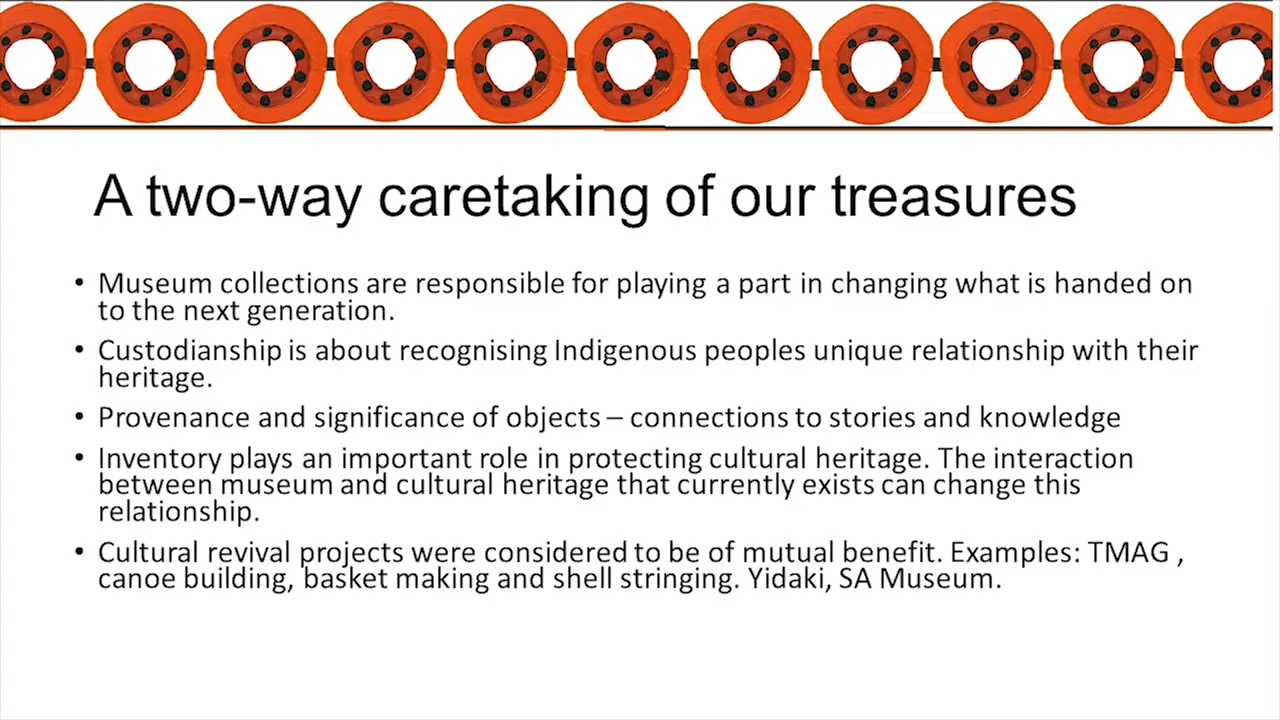 A two-way caretaking of our treasures
• Museum collections are responsible for playing a part in changing what is handed on
to the next generation.
• Custodianship is about recognising Indigenous peoples unique relationship with their
heritage.
• Provenance and significance of objects – connections to stories and knowledge
• Inventory plays an important role in protecting cultural heritage. The interaction
between museum and cultural heritage that currently exists can change this
relationship.
• Cultural revival projects were considered to be of mutual benefit. Examples: TMAG ,
canoe building, basket making and shell stringing. Yidaki, SA Museum.